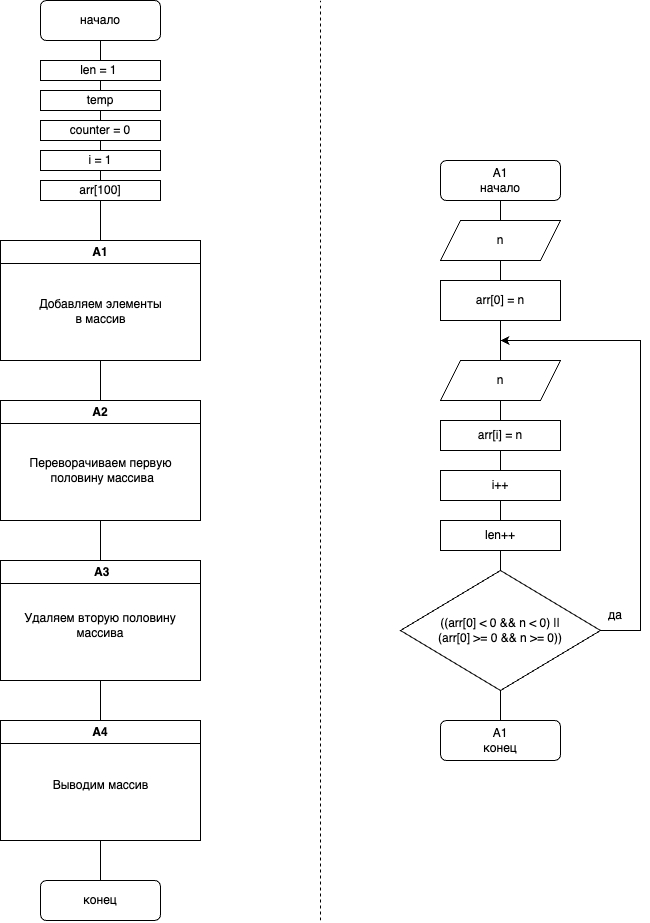 начало
len = 1
temp
counter = 0
i = 1
arr[100]
A1
Добавляем элементы
в массив
A2
Переворачиваем первую
половину массива
A3
Удаляем вторую половину
массива
A4
Выводим массив
конец
A1
начало
n
arr[0] = n
n
arr[i] = n
i++
len++
((arr[0] < 0 && n < 0) ||
(arr[0] >= 0 && n >= 0))
да
A1
конец